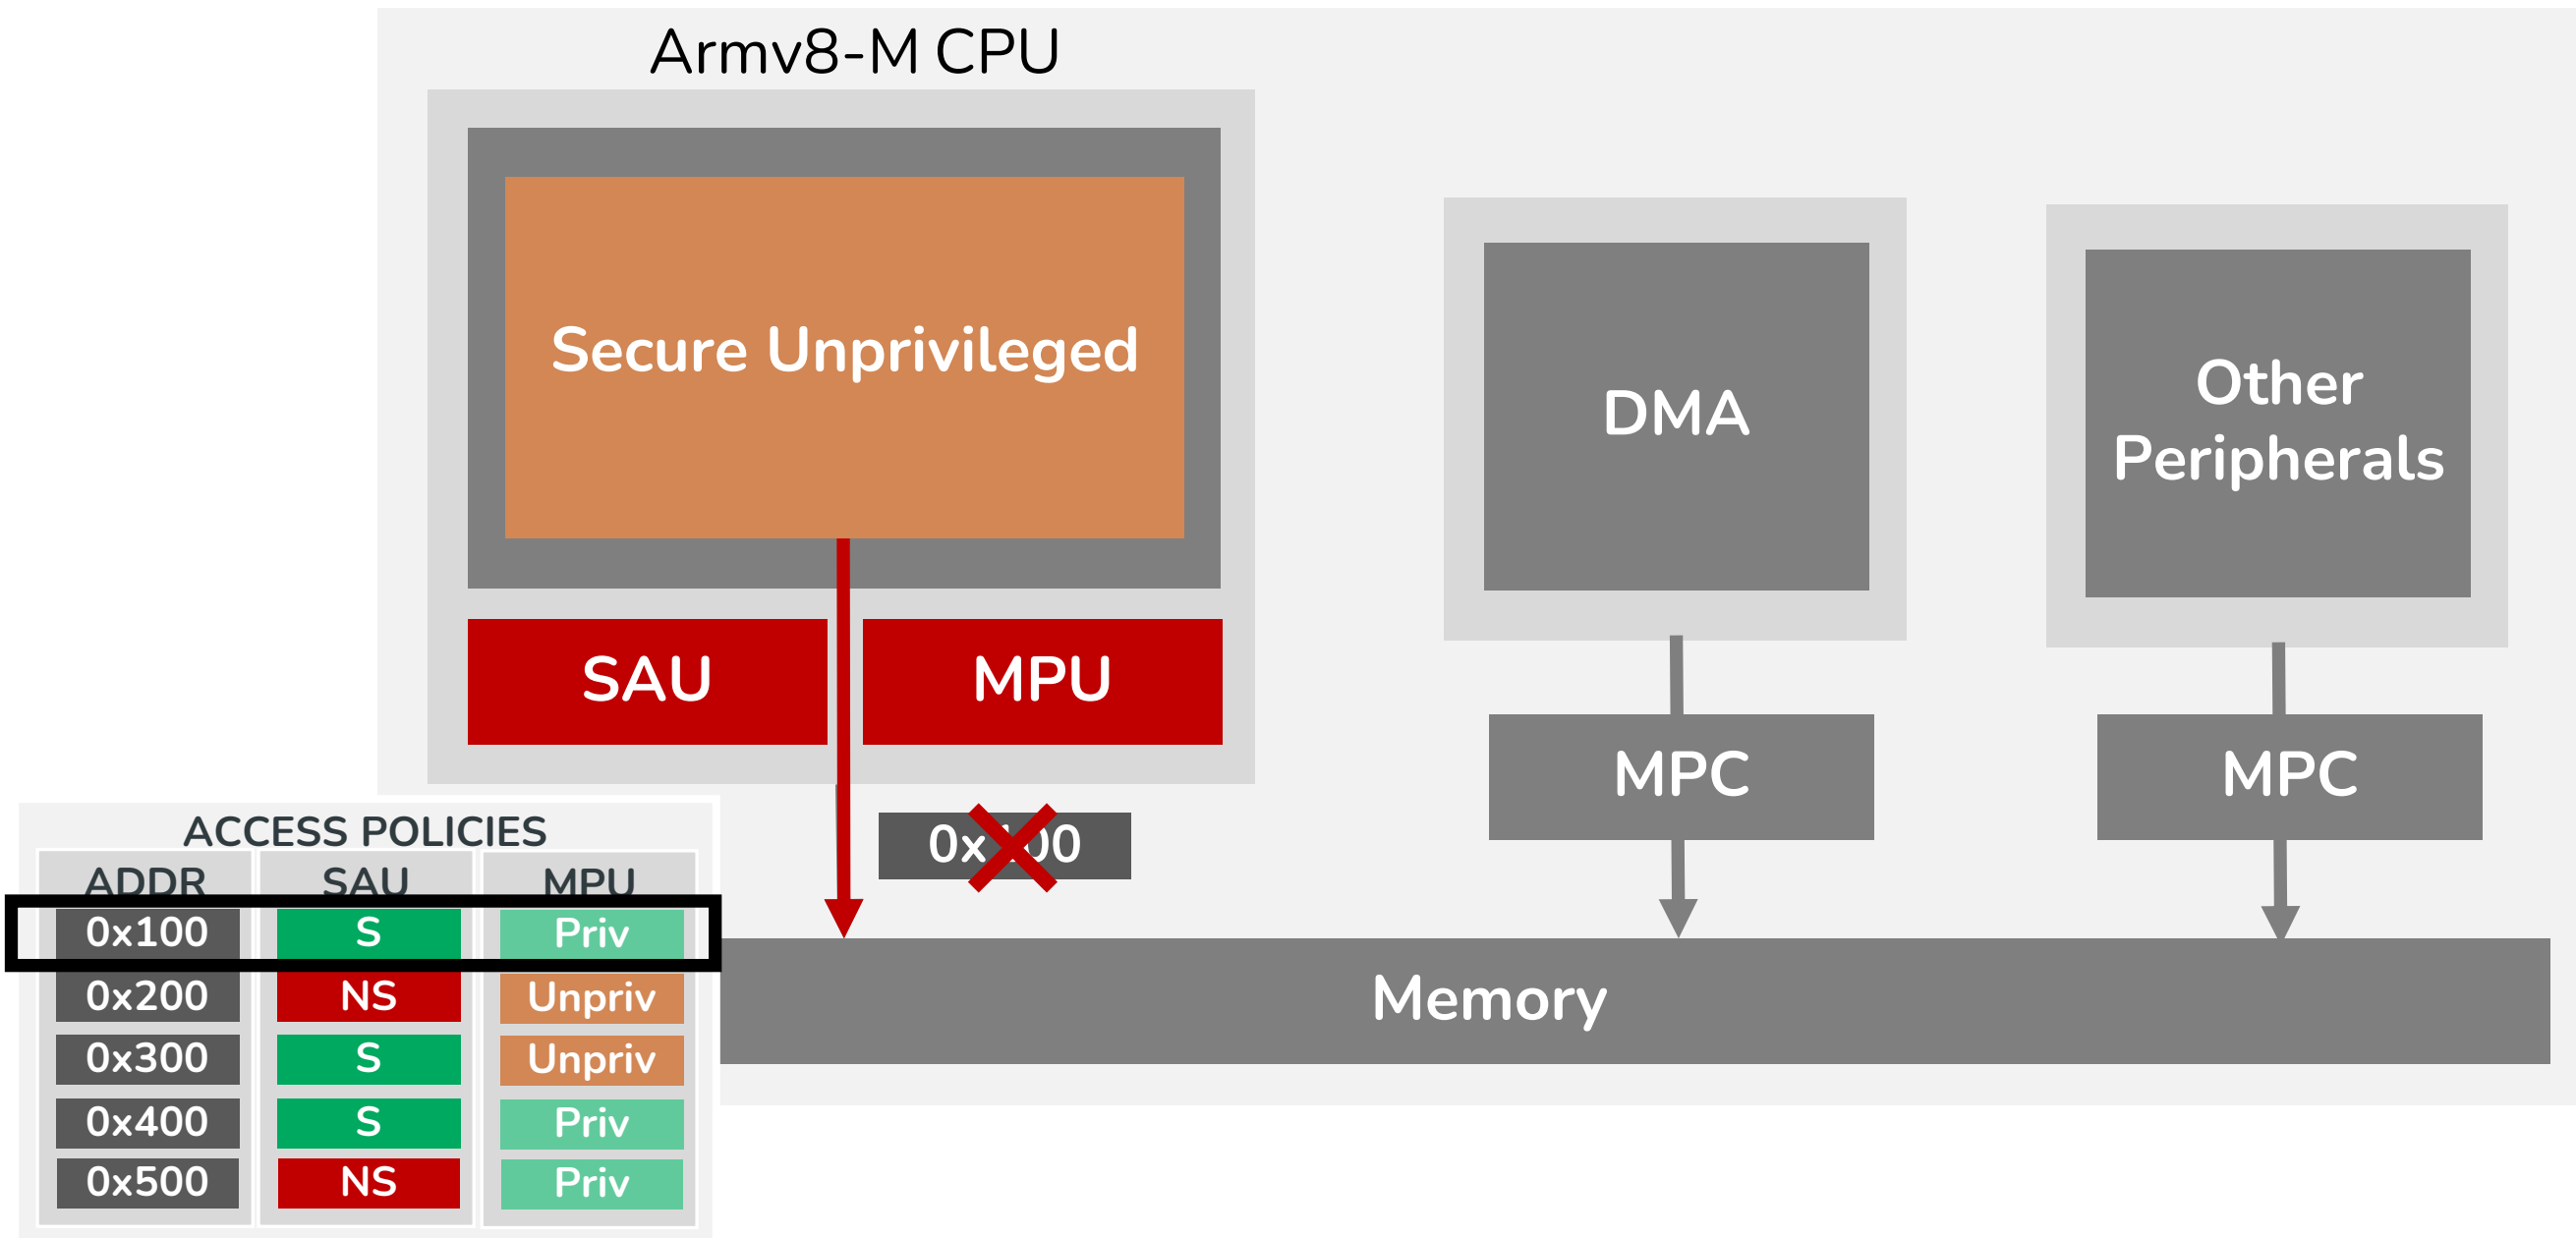 Armv8-M CPU
Secure Unprivileged
DMA
Other
Peripherals
SAU
MPU
MPC
MPC
0x100
Memory
ACCESS POLICIES
ADDR SAU MPU
0x100 S Priv
0x200 NS Unpriv
0x300 S Unpriv
0x400 S Priv
0x500 NS Priv